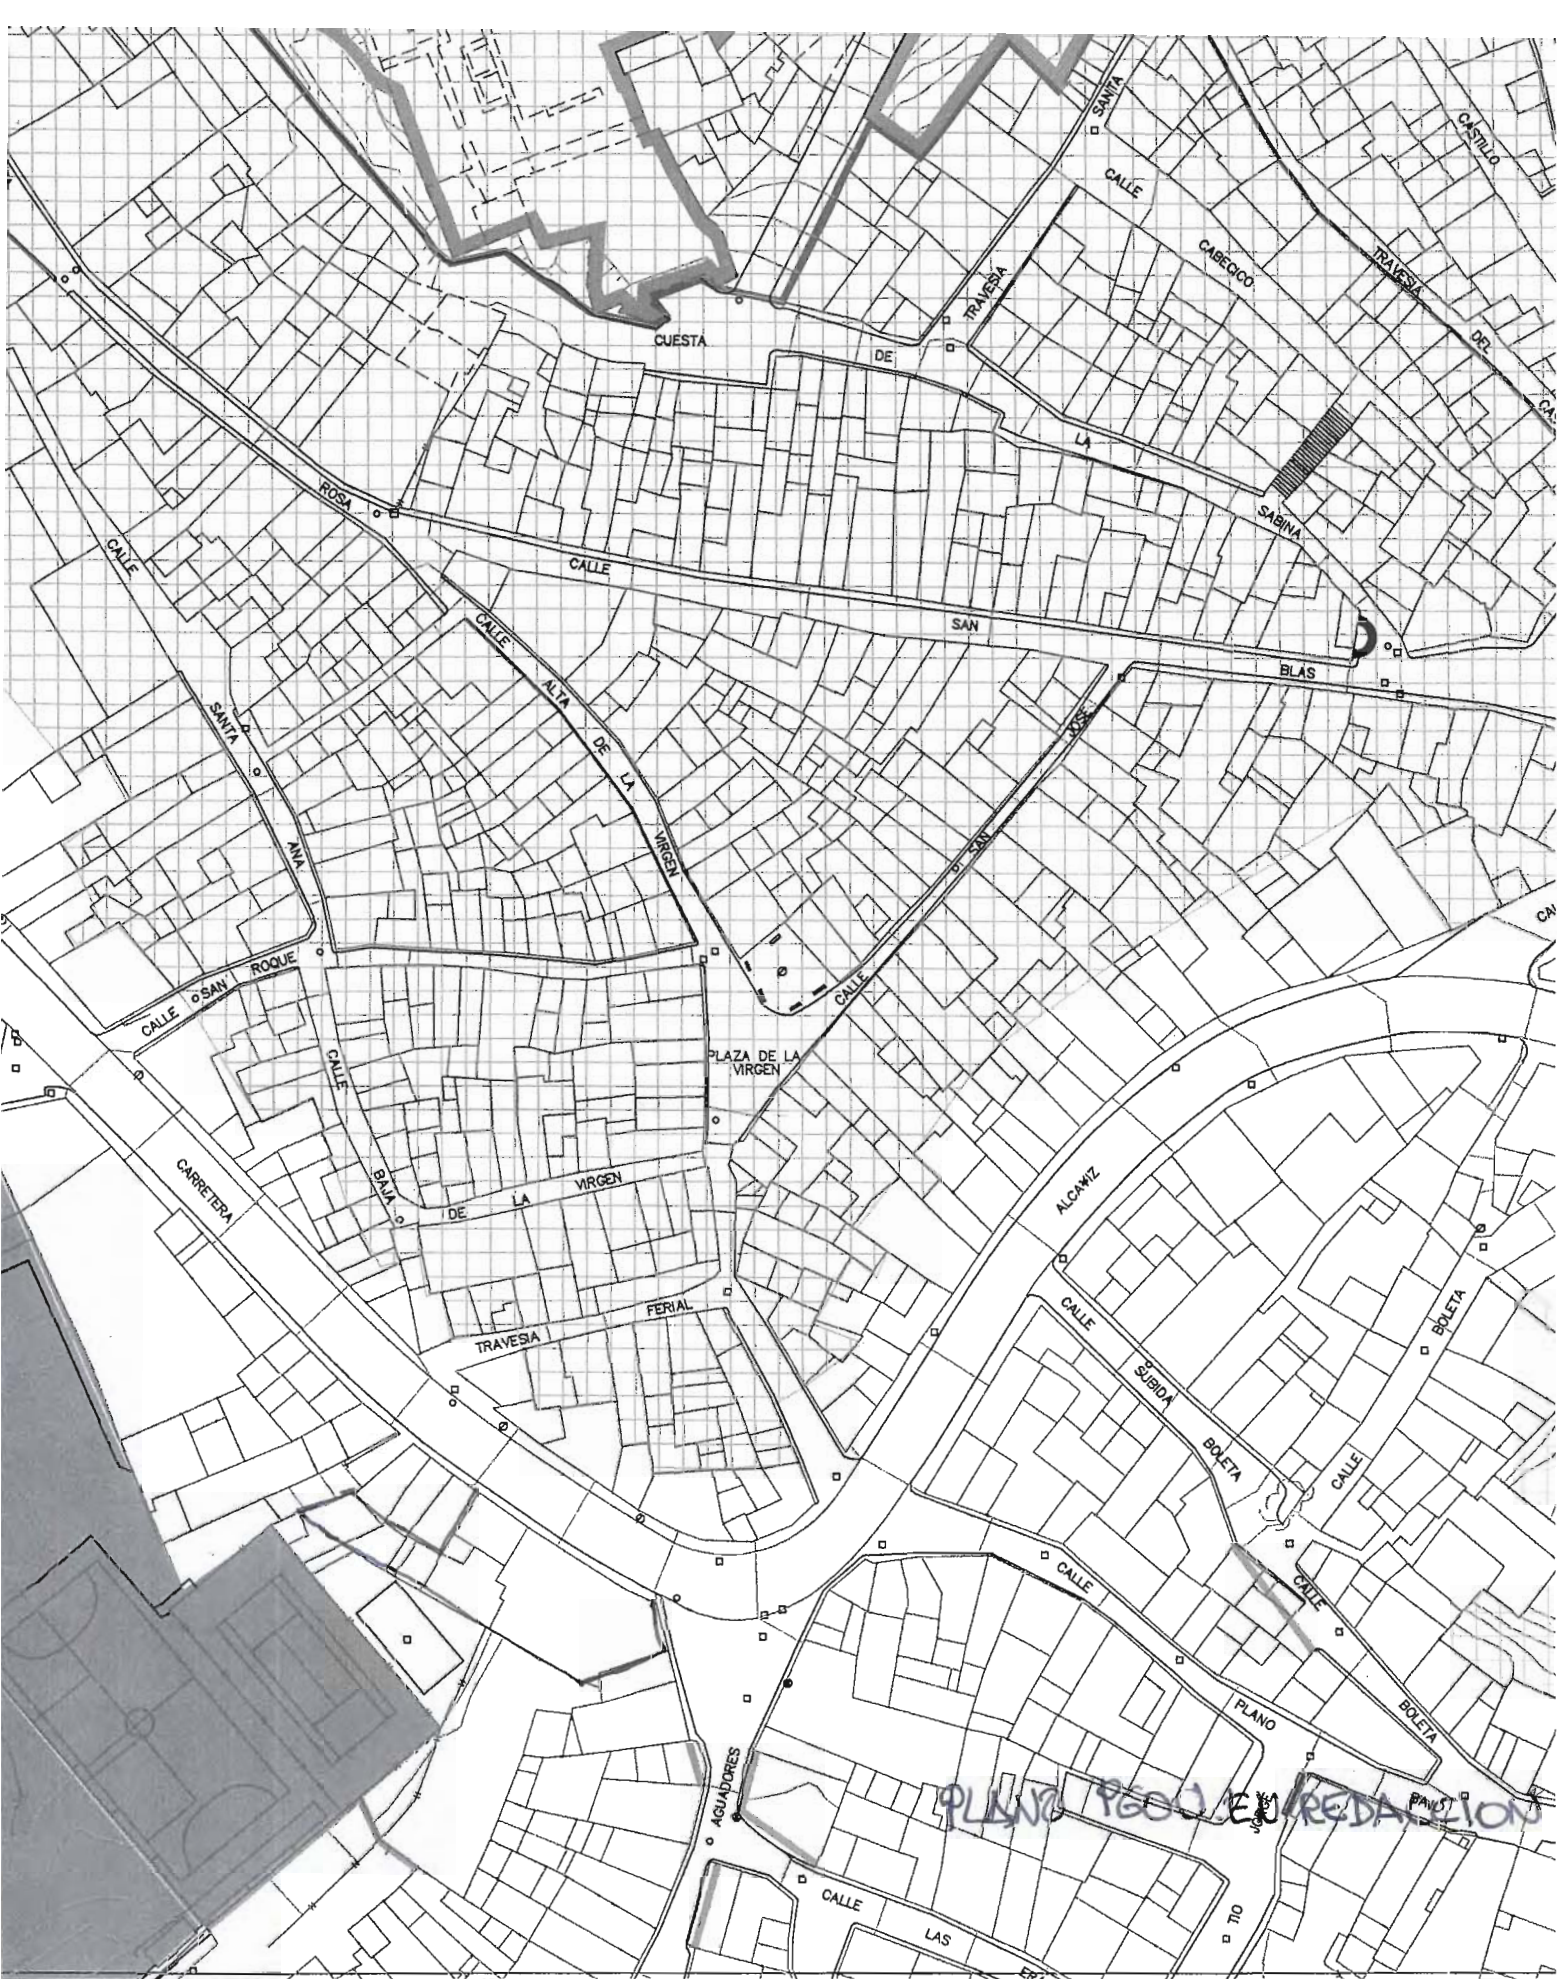 SANITA
CASTILLO
CALLE
CABECICO
TRAVESIA
TRAVESIA
DEL
CUESTA
DE
LA
SABINA
ROSA
CALLE
CALLE
SAN
BLAS
CALLE
ALTA
DE
LA
VIRGEN
SANTA
ANA
JOSE
SAN
CALLE
CALLE
SAN
ROQUE
PLAZA DE LA
VIRGEN
CALLE
BAJA
DE
LA
VIRGEN
CARRETERA
ALCAÑIZ
TRAVESIA
FERIAL
CALLE
SUBIDA
BOLETA
BOLETA
CALLE
CALLE
BOLETA
CALLE
PLANO
AGUADORES
PLANO PGOU EN REDACCION
CALLE
LAS
TIO